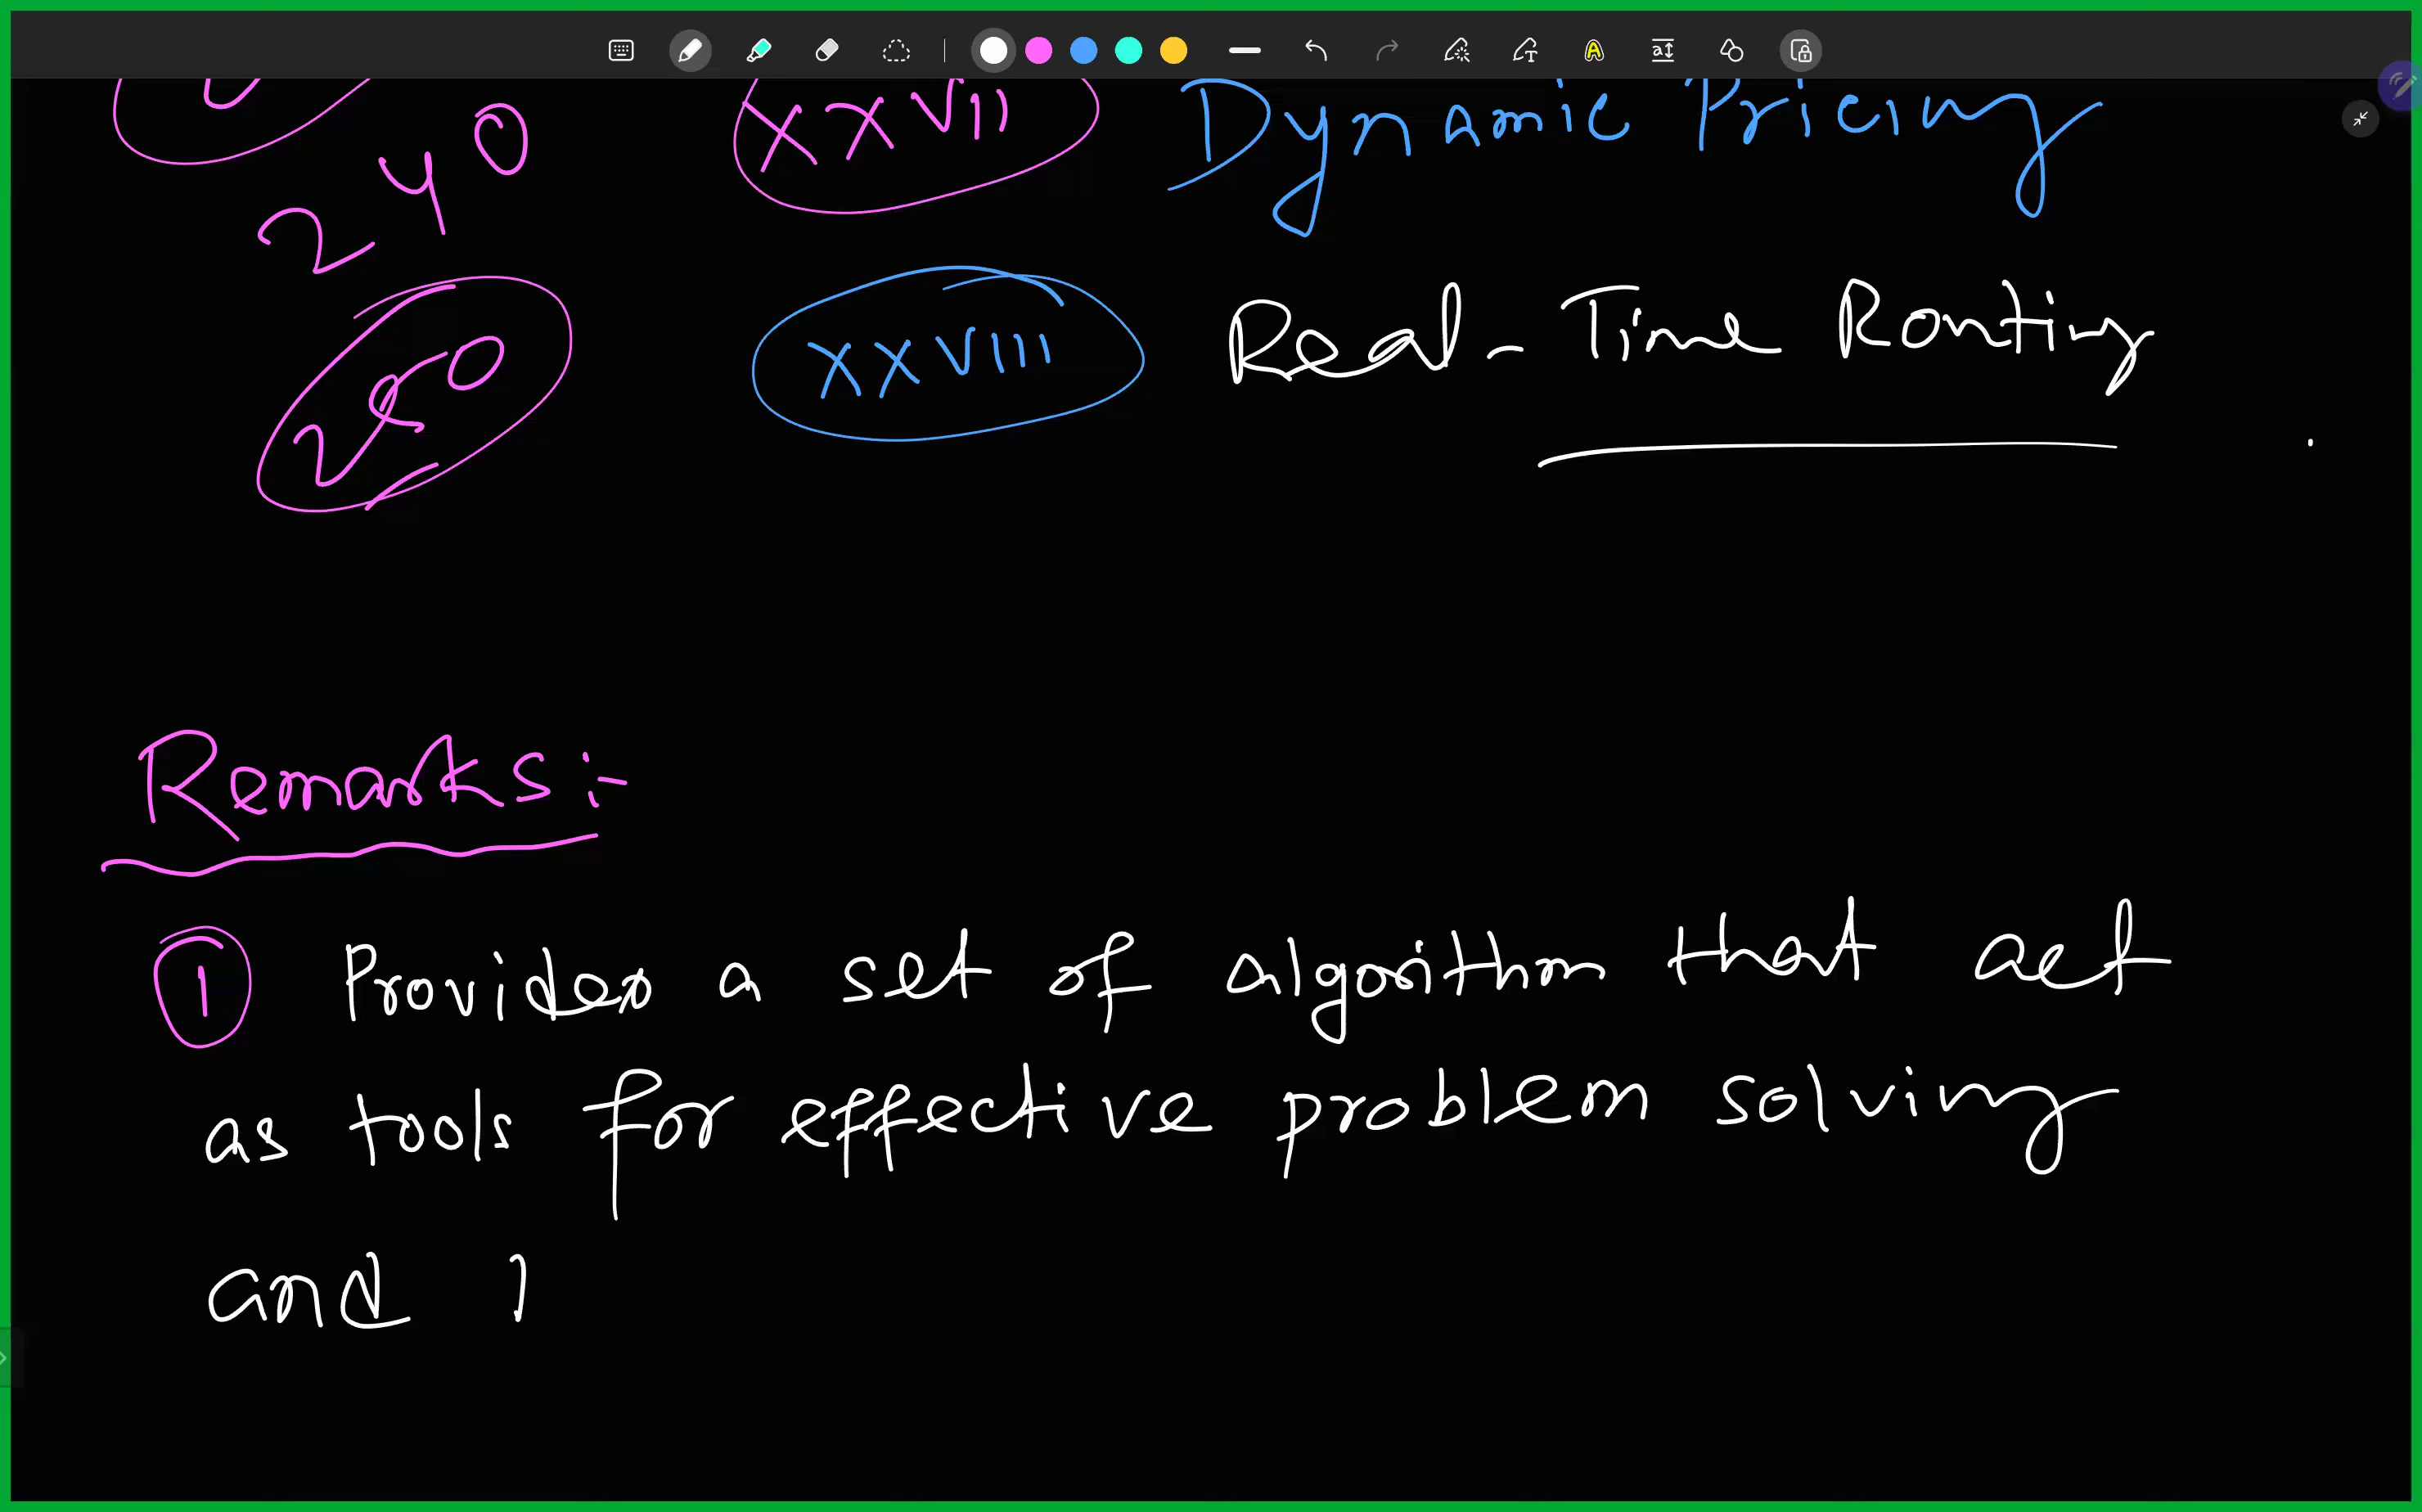 XXVII Dynamic Pricing
240
XXVIII Real-Time Routing
250
Remarks:-
1 Provides a set of algorithm that act
as tools for effective problem solving
and